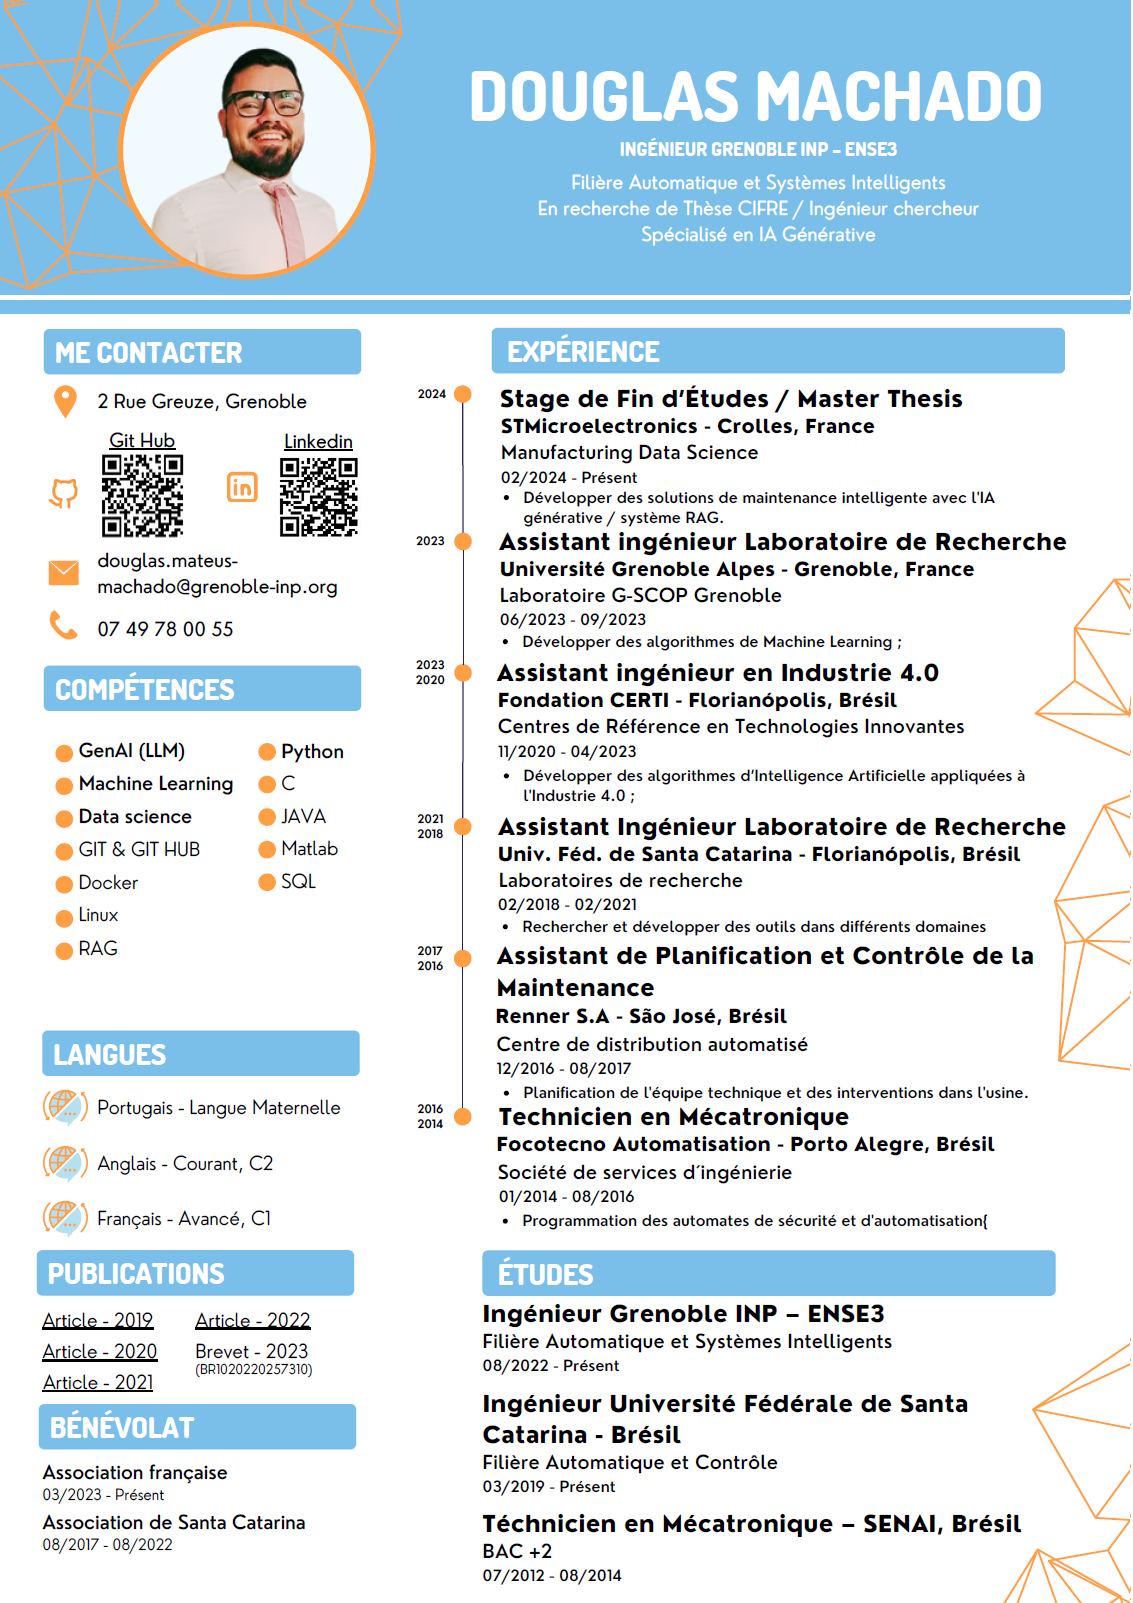 DOUGLAS MACHADO
INGÉNIEUR GRENOBLE INP – ENSE3
Filière Automatique et Systèmes Intelligents
En recherche de Thèse CIFRE / Ingénieur chercheur
Spécialisé en IA Générative
ME CONTACTER
2 Rue Greuze, Grenoble
Git Hub
Linkedin
in
douglas.mateus-
machado@grenoble-inp.org
07 49 78 00 55
COMPÉTENCES
GenAI (LLM)
Machine Learning
Data science
GIT & GIT HUB
Docker
Linux
RAG
Python
C
JAVA
Matlab
SQL
LANGUES
Portugais - Langue Maternelle
Anglais - Courant, C2
Français - Avancé, C1
PUBLICATIONS
Article - 2019
Article - 2020
Article - 2021
Article - 2022
Brevet - 2023
(BR1020220257310)
BÉNÉVOLAT
Association française
03/2023 - Présent
Association de Santa Catarina
08/2017 - 08/2022
EXPÉRIENCE
2024
Stage de Fin d’Études / Master Thesis
STMicroelectronics - Crolles, France
Manufacturing Data Science
02/2024 - Présent
• Développer des solutions de maintenance intelligente avec l'IA
générative / système RAG.
2023
Assistant ingénieur Laboratoire de Recherche
Université Grenoble Alpes - Grenoble, France
Laboratoire G-SCOP Grenoble
06/2023 - 09/2023
• Développer des algorithmes de Machine Learning ;
2023
2020
Assistant ingénieur en Industrie 4.0
Fondation CERTI - Florianópolis, Brésil
Centres de Référence en Technologies Innovantes
11/2020 - 04/2023
• Développer des algorithmes d’Intelligence Artificielle appliquées à
l'Industrie 4.0 ;
2021
2018
Assistant Ingénieur Laboratoire de Recherche
Univ. Féd. de Santa Catarina - Florianópolis, Brésil
Laboratoires de recherche
02/2018 - 02/2021
• Rechercher et développer des outils dans différents domaines
2017
2016
Assistant de Planification et Contrôle de la
Maintenance
Renner S.A - São José, Brésil
Centre de distribution automatisé
12/2016 - 08/2017
• Planification de l'équipe technique et des interventions dans l'usine.
2016
2014
Technicien en Mécatronique
Focotecno Automatisation - Porto Alegre, Brésil
Société de services d´ingénierie
01/2014 - 08/2016
• Programmation des automates de sécurité et d'automatisation{
ÉTUDES
Ingénieur Grenoble INP – ENSE3
Filière Automatique et Systèmes Intelligents
08/2022 - Présent
Ingénieur Université Fédérale de Santa
Catarina - Brésil
Filière Automatique et Contrôle
03/2019 - Présent
Téchnicien en Mécatronique – SENAI, Brésil
BAC +2
07/2012 - 08/2014